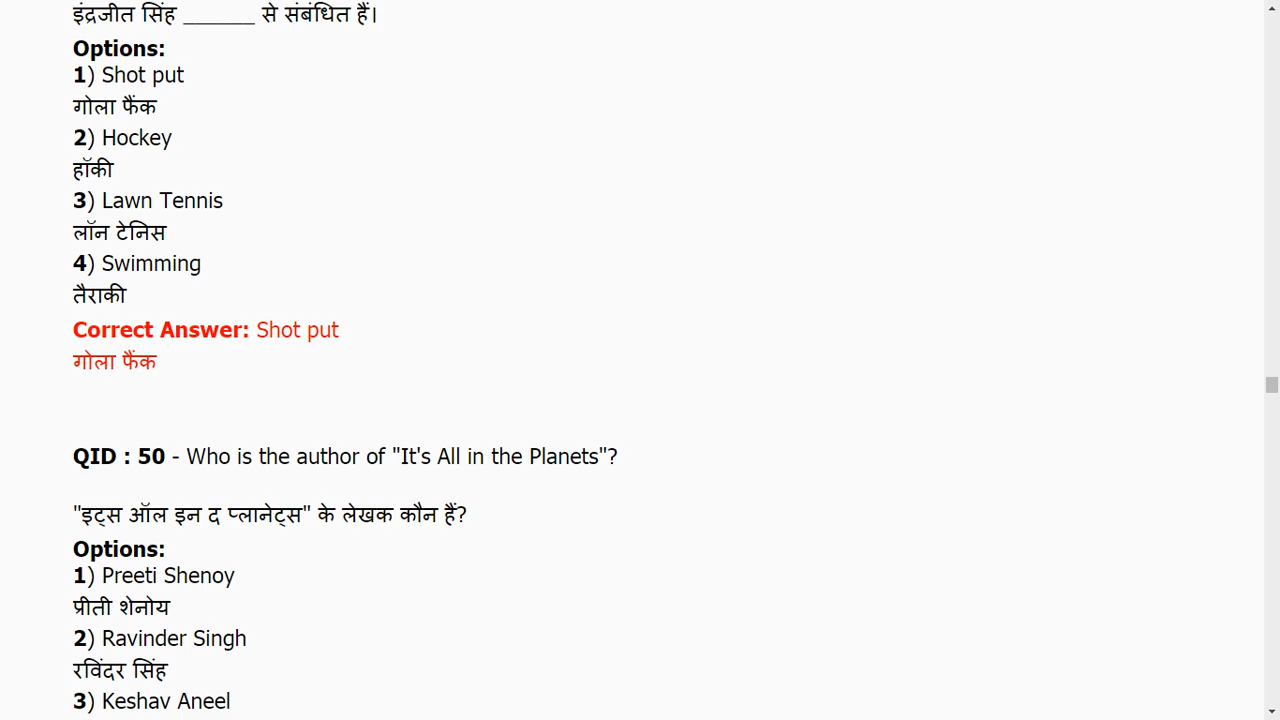 इंद्रजीत सिंह _______ से संबंधित हैं।
Options:
1) Shot put
गोला फैंक
2) Hockey
हॉकी
3) Lawn Tennis
लॉन टेनिस
4) Swimming
तैराकी
Correct Answer: Shot put
गोला फैंक
QID : 50 - Who is the author of "It's All in the Planets"?
"इट्स ऑल इन द प्लानेट्स" के लेखक कौन हैं?
Options:
1) Preeti Shenoy
प्रीती शेनोय
2) Ravinder Singh
रविंदर सिंह
3) Keshav Aneel